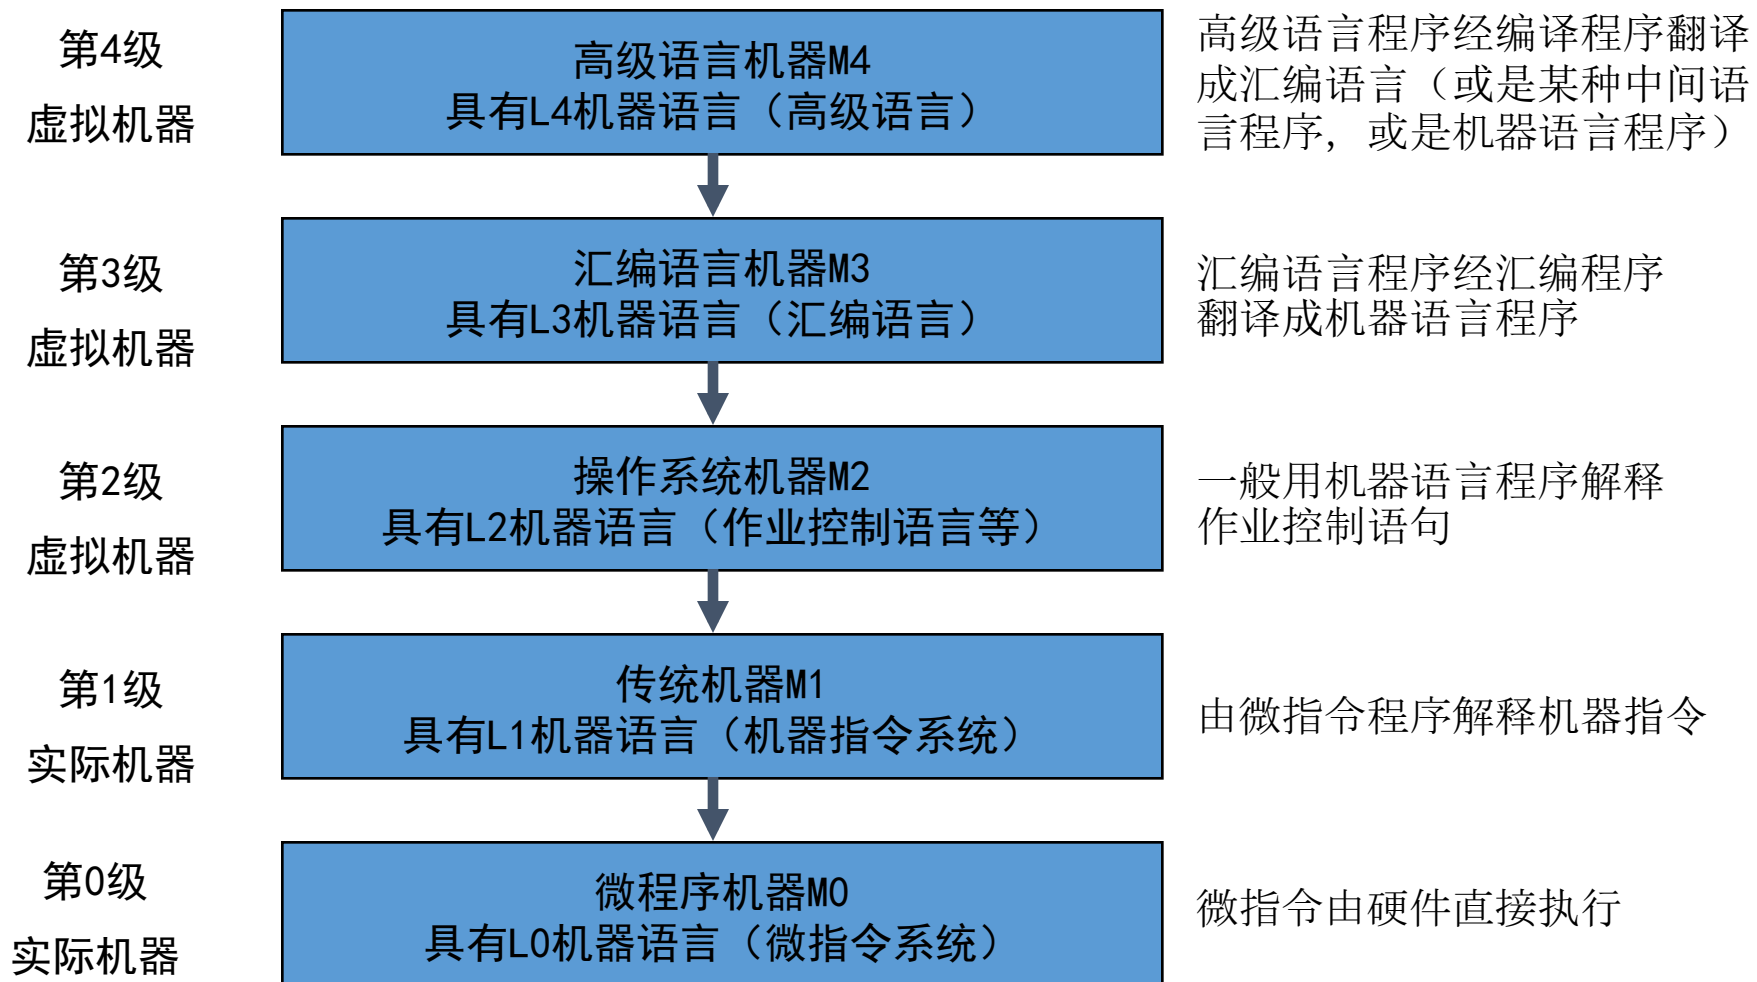 第4级
虚拟机器
高级语言机器M4
具有L4机器语言（高级语言）
高级语言程序经编译程序翻译
成汇编语言（或是某种中间语
言程序，或是机器语言程序）
第3级
虚拟机器
汇编语言机器M3
具有L3机器语言（汇编语言）
汇编语言程序经汇编程序
翻译成机器语言程序
第2级
虚拟机器
操作系统机器M2
具有L2机器语言（作业控制语言等）
一般用机器语言程序解释
作业控制语句
第1级
实际机器
传统机器M1
具有L1机器语言（机器指令系统）
由微指令程序解释机器指令
第0级
实际机器
微程序机器M0
具有L0机器语言（微指令系统）
微指令由硬件直接执行